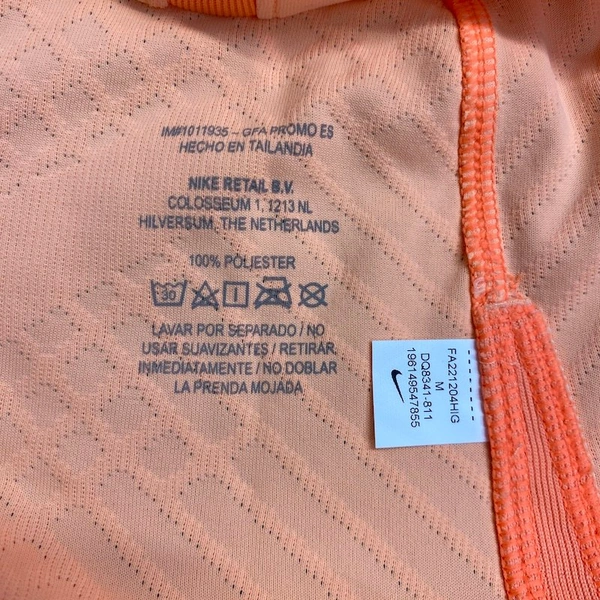 IM#1011935 – GFA PROMO ES
HECHO EN TAILANDIA
NIKE RETAIL B.V.
COLOSSEUM 1, 1213 NL
HILVERSUM, THE NETHERLANDS
100% POLIESTER
30
LAVAR POR SEPARADO / NO
USAR SUAVIZANTES / RETIRAR
INMEDIATAMENTE / NO DOBLAR
LA PRENDA MOJADA
FA221204HIG
M
DQ8341-811
196149547855